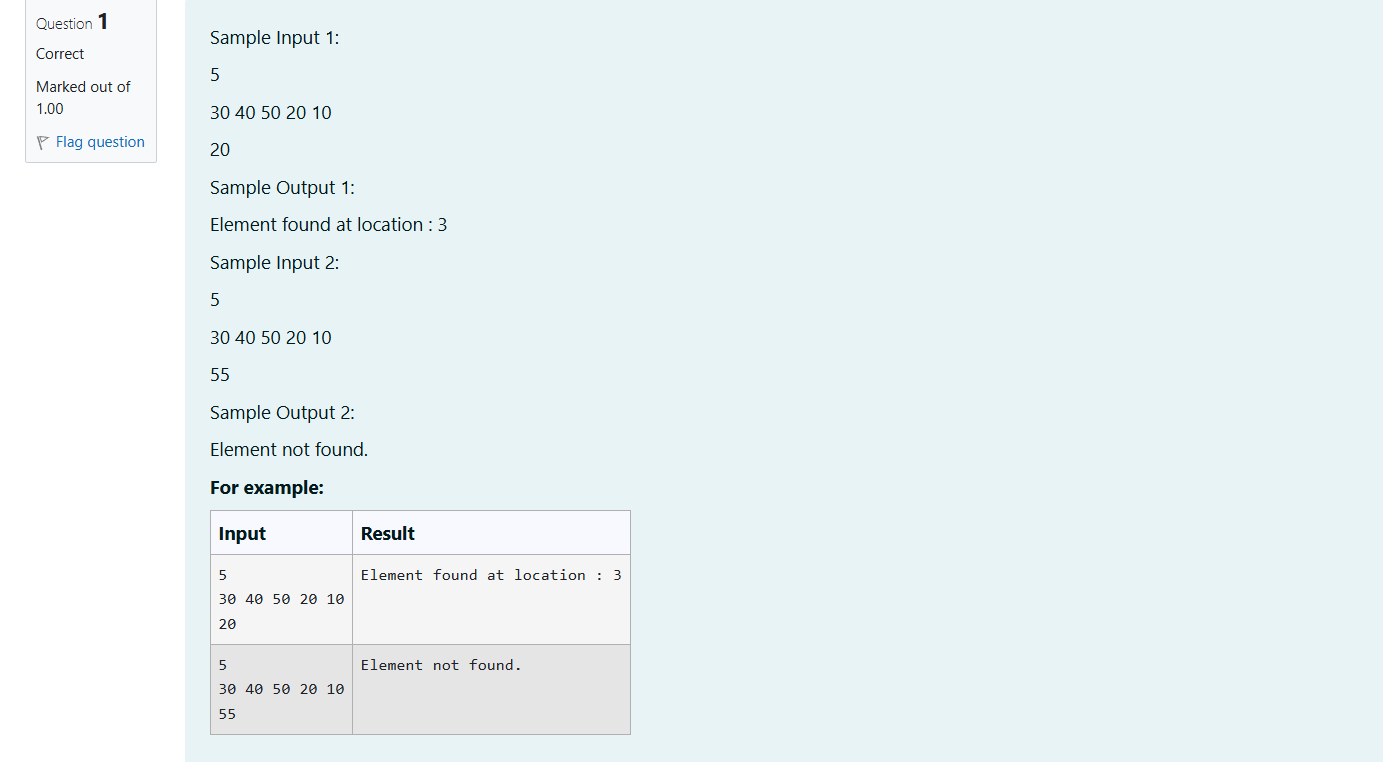 Question 1
Correct
Marked out of
1.00
Flag question
Sample Input 1:
5
30 40 50 20 10
20
Sample Output 1:
Element found at location : 3
Sample Input 2:
5
30 40 50 20 10
55
Sample Output 2:
Element not found.
For example:
Input Result
5 Element found at location : 3
30 40 50 20 10
20
5 Element not found.
30 40 50 20 10
55